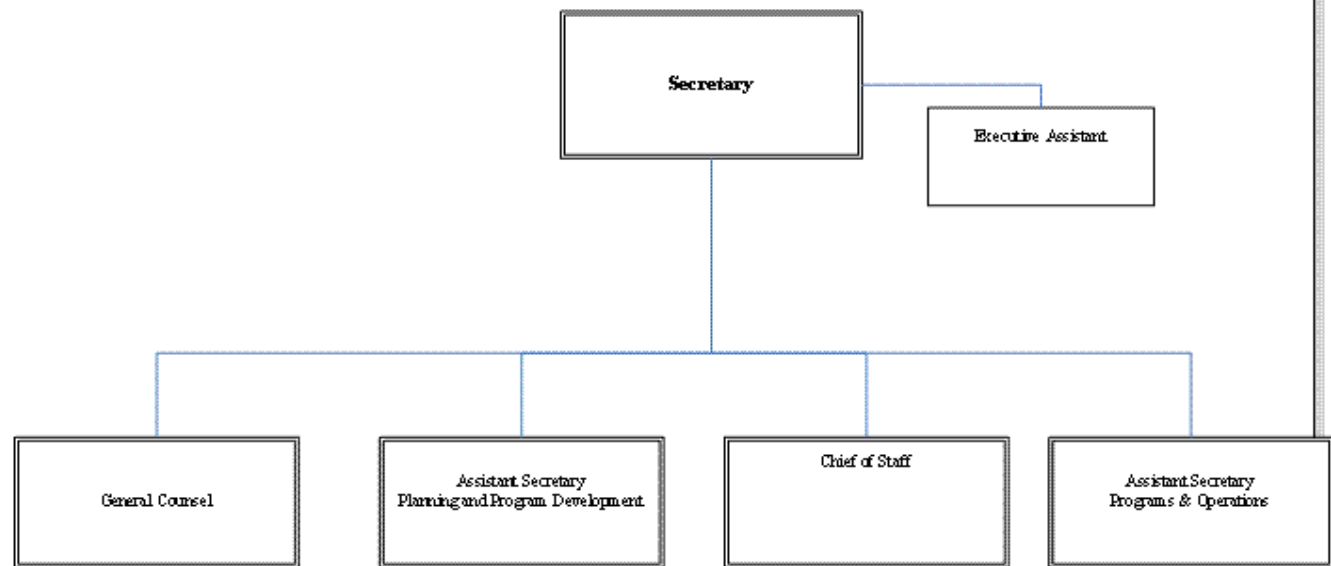 Secretary
Executive Assistant
General Counsel
Assistant Secretary
Planning and Program Development
Chief of Staff
Assistant Secretary
Programs & Operations